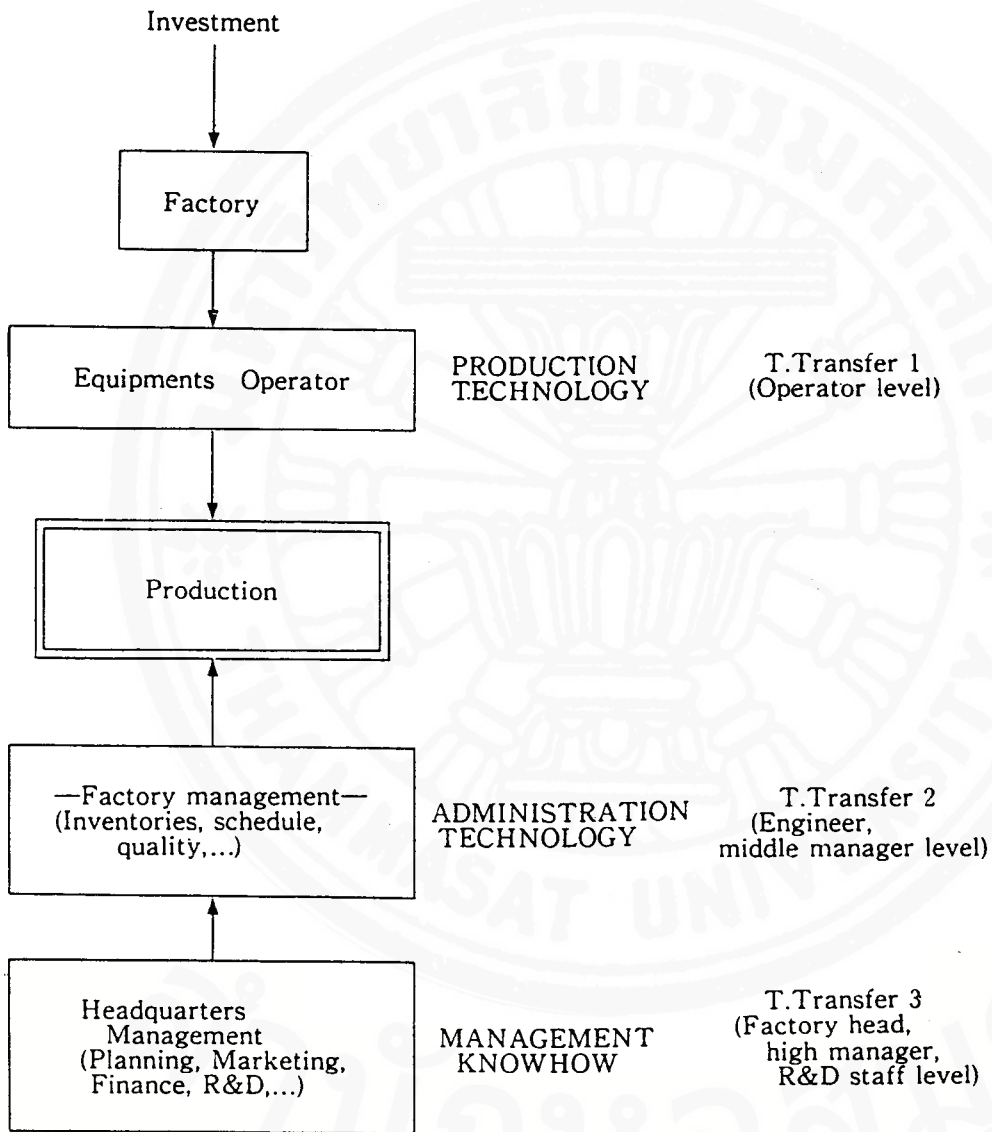 Investment
Factory
Equipments Operator
PRODUCTION
TECHNOLOGY
T.Transfer 1
(Operator level)
Production
—Factory management—
(Inventories, schedule,
quality,...)
ADMINISTRATION
TECHNOLOGY
T.Transfer 2
(Engineer,
middle manager level)
Headquarters
Management
(Planning, Marketing,
Finance, R&D,...)
MANAGEMENT
KNOWHOW
T.Transfer 3
(Factory head,
high manager,
R&D staff level)